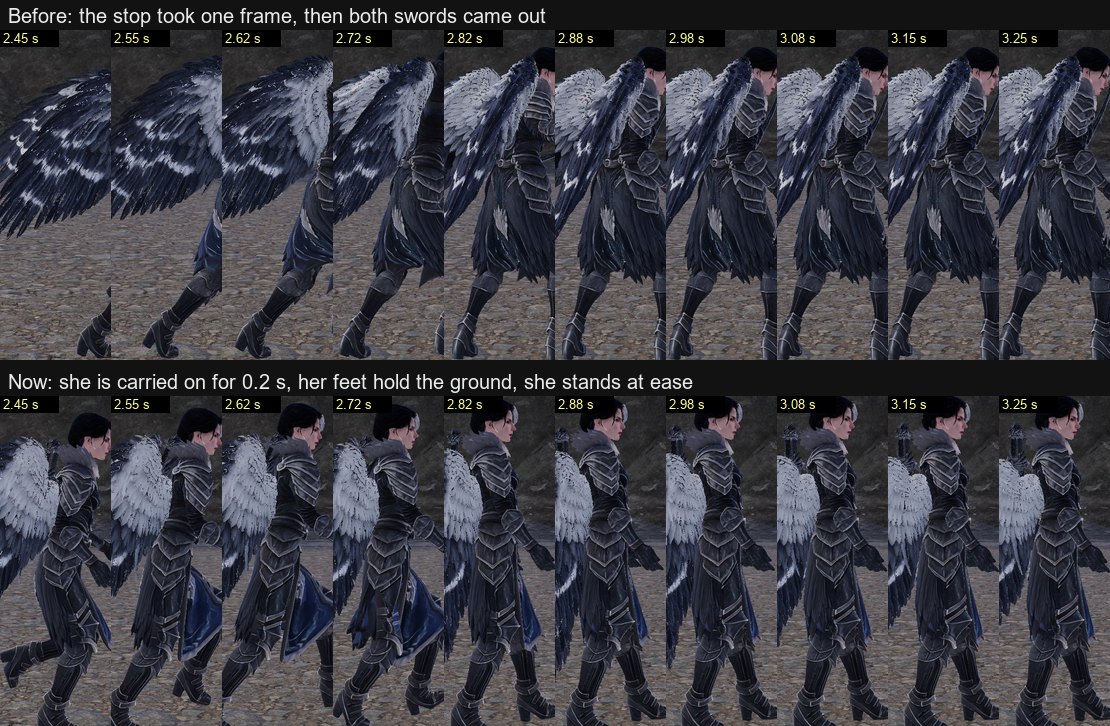 Before: the stop took one frame, then both swords came out
2.45 s 2.55 s 2.62 s 2.72 s 2.82 s 2.88 s 2.98 s 3.08 s 3.15 s 3.25 s
Now: she is carried on for 0.2 s, her feet hold the ground, she stands at ease
2.45 s 2.55 s 2.62 s 2.72 s 2.82 s 2.88 s 2.98 s 3.08 s 3.15 s 3.25 s